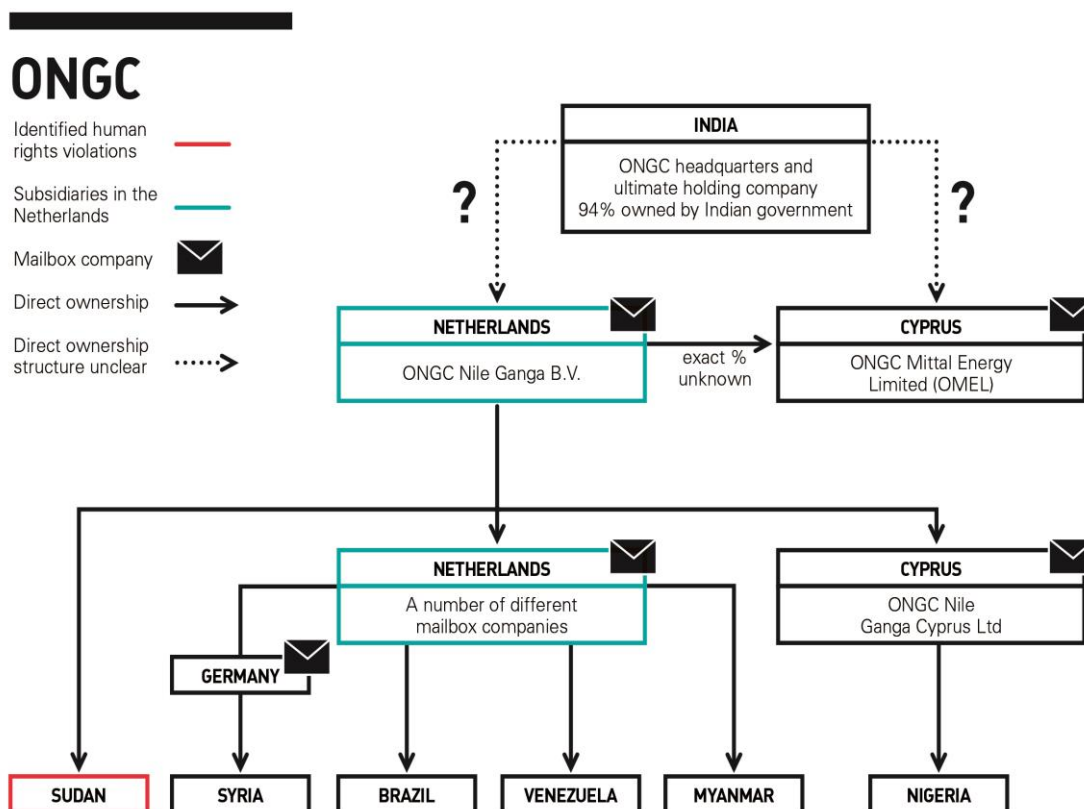 ONGC
Identified human
rights violations
Subsidiaries in the
Netherlands
Mailbox company
Direct ownership
Direct ownership
structure unclear
INDIA
ONGC headquarters and
ultimate holding company
94% owned by Indian government
?
?
NETHERLANDS
ONGC Nile Ganga B.V.
exact %
unknown
CYPRUS
ONGC Mittal Energy
Limited (OMEL)
NETHERLANDS
A number of different
mailbox companies
CYPRUS
ONGC Nile
Ganga Cyprus Ltd
GERMANY
SUDAN
SYRIA
BRAZIL
VENEZUELA
MYANMAR
NIGERIA